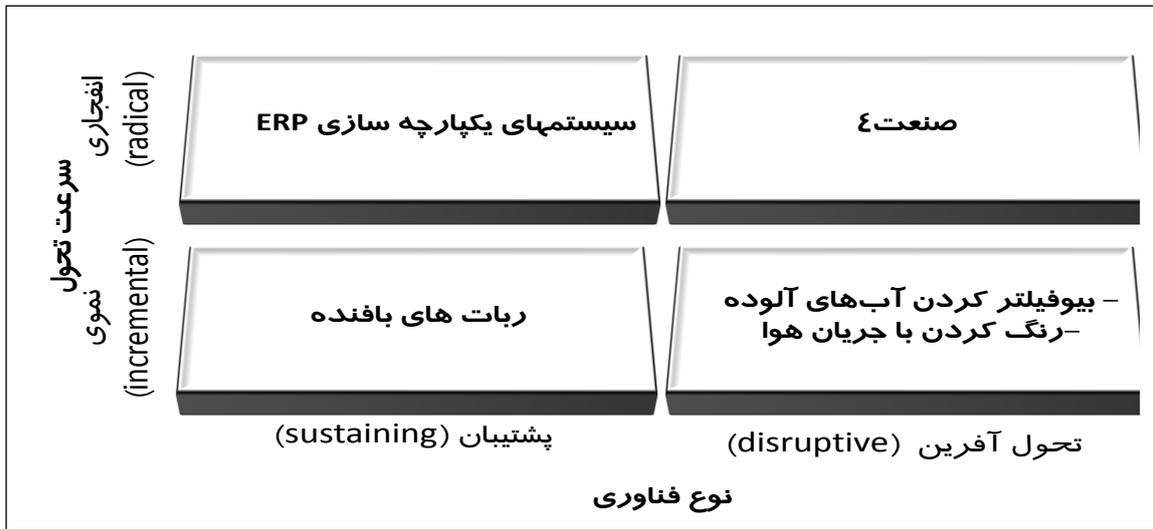 سرعت تحول
انفجاری
(radical)
سیستمهای یکپارچه سازی ERP
صنعت٤
نموی
(incremental)
ربات های بافنده
– بیوفیلتر کردن آب‌های آلوده
–رنگ کردن با جریان هوا
پشتیبان (sustaining)
تحول آفرین (disruptive)
نوع فناوری